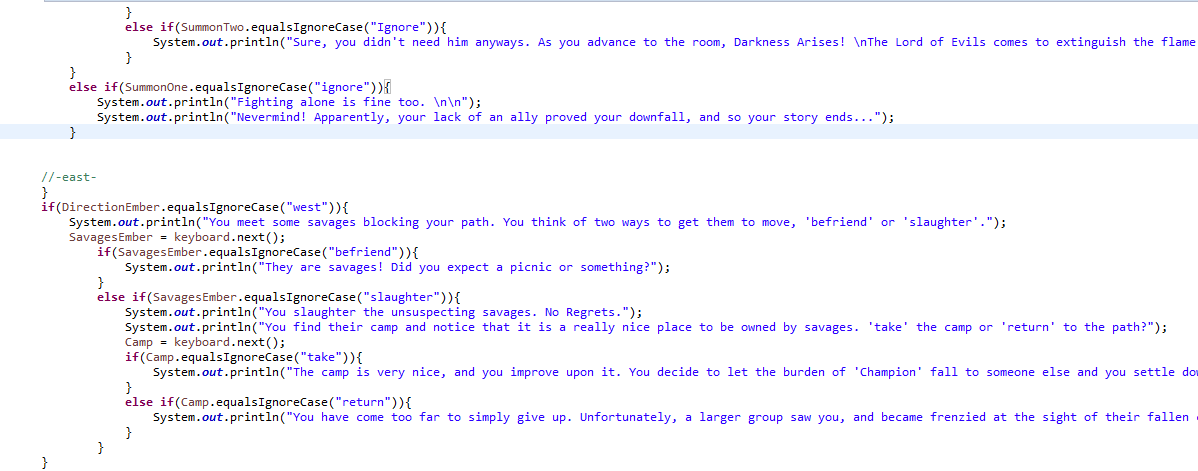 }
else if(SummonTwo.equalsIgnoreCase("Ignore")){
System.out.println("Sure, you didn't need him anyways. As you advance to the room, Darkness Arises! \nThe Lord of Evils comes to extinguish the flame
}
}
else if(SummonOne.equalsIgnoreCase("ignore")){
System.out.println("Fighting alone is fine too. \n\n");
System.out.println("Nevermind! Apparently, your lack of an ally proved your downfall, and so your story ends...");
}
//-east-
}
if(DirectionEmber.equalsIgnoreCase("west")){
System.out.println("You meet some savages blocking your path. You think of two ways to get them to move, 'befriend' or 'slaughter'.");
SavagesEmber = keyboard.next();
if(SavagesEmber.equalsIgnoreCase("befriend")){
System.out.println("They are savages! Did you expect a picnic or something?");
}
else if(SavagesEmber.equalsIgnoreCase("slaughter")){
System.out.println("You slaughter the unsuspecting savages. No Regrets.");
System.out.println("You find their camp and notice that it is a really nice place to be owned by savages. 'take' the camp or 'return' to the path?");
Camp = keyboard.next();
if(Camp.equalsIgnoreCase("take")){
System.out.println("The camp is very nice, and you improve upon it. You decide to let the burden of 'Champion' fall to someone else and you settle
}
else if(Camp.equalsIgnoreCase("return")){
System.out.println("You have come too far to simply give up. Unfortunately, a larger group saw you, and became frenzied at the sight of their fallen
}
}
}